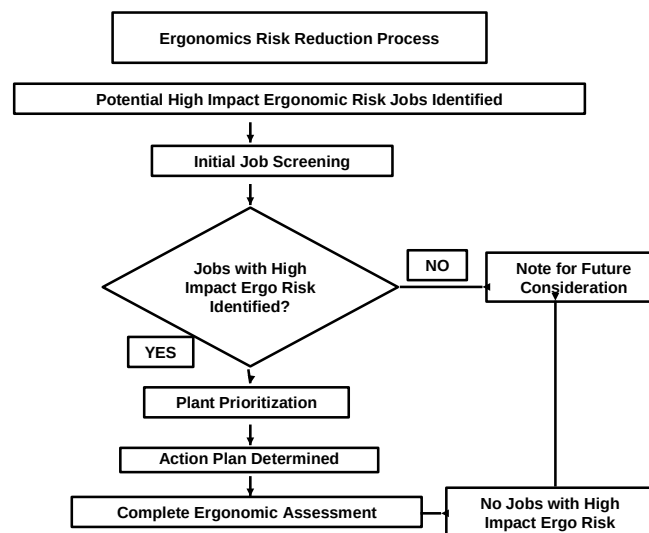 Ergonomics Risk Reduction Process
Potential High Impact Ergonomic Risk Jobs Identified
Initial Job Screening
Jobs with High
Impact Ergo Risk
Identified?
NO
Note for Future
Consideration
YES
Plant Prioritization
Action Plan Determined
Complete Ergonomic Assessment
No Jobs with High
Impact Ergo Risk